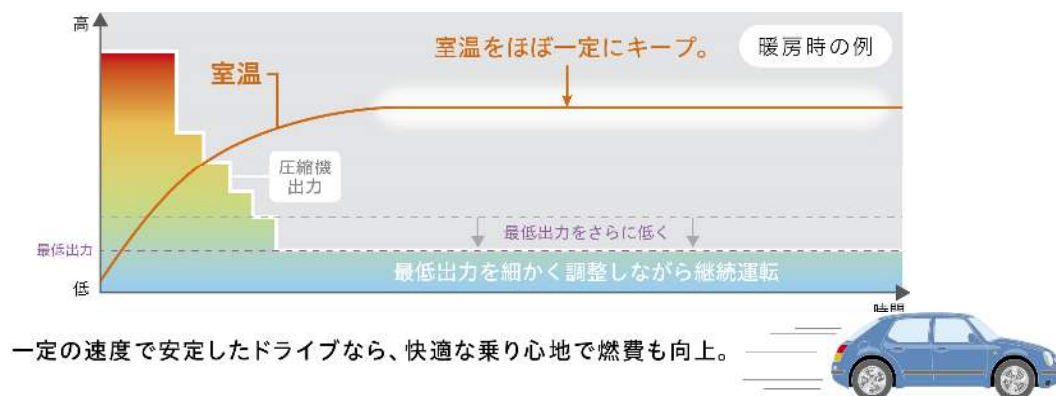 高
室温をほぼ一定にキープ。
暖房時の例
室温
圧縮機
出力
最低出力をさらに低く
最低出力
最低出力を細かく調整しながら継続運転
低
時間
一定の速度で安定したドライブなら、快適な乗り心地で燃費も向上。